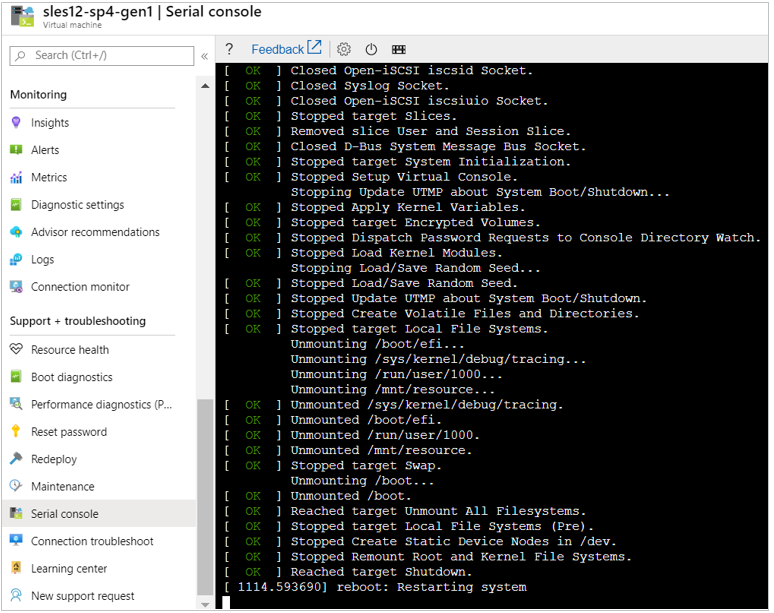 sles12-sp4-gen1 | Serial console
Virtual machine
Search (Ctrl+/)
«
Monitoring
Insights
Alerts
Metrics
Diagnostic settings
Advisor recommendations
Logs
Connection monitor
Support + troubleshooting
Resource health
Boot diagnostics
Performance diagnostics (P...
Reset password
Redeploy
Maintenance
Serial console
Connection troubleshoot
Learning center
New support request
? Feedback
[  OK  ] Closed Open-iSCSI iscsid Socket.
[  OK  ] Closed Syslog Socket.
[  OK  ] Closed Open-iSCSI iscsiuio Socket.
[  OK  ] Stopped target Slices.
[  OK  ] Removed slice User and Session Slice.
[  OK  ] Closed D-Bus System Message Bus Socket.
[  OK  ] Stopped target System Initialization.
[  OK  ] Stopped Setup Virtual Console.
Stopping Update UTMP about System Boot/Shutdown...
[  OK  ] Stopped Apply Kernel Variables.
[  OK  ] Stopped target Encrypted Volumes.
[  OK  ] Stopped Dispatch Password Requests to Console Directory Watch.
[  OK  ] Stopped Load Kernel Modules.
Stopping Load/Save Random Seed...
[  OK  ] Stopped Load/Save Random Seed.
[  OK  ] Stopped Update UTMP about System Boot/Shutdown.
[  OK  ] Stopped Create Volatile Files and Directories.
[  OK  ] Stopped target Local File Systems.
Unmounting /boot/efi...
Unmounting /sys/kernel/debug/tracing...
Unmounting /run/user/1000...
Unmounting /mnt/resource...
[  OK  ] Unmounted /sys/kernel/debug/tracing.
[  OK  ] Unmounted /boot/efi.
[  OK  ] Unmounted /run/user/1000.
[  OK  ] Unmounted /mnt/resource.
[  OK  ] Stopped target Swap.
Unmounting /boot...
[  OK  ] Unmounted /boot.
[  OK  ] Reached target Unmount All Filesystems.
[  OK  ] Stopped target Local File Systems (Pre).
[  OK  ] Stopped Create Static Device Nodes in /dev.
[  OK  ] Stopped Remount Root and Kernel File Systems.
[  OK  ] Reached target Shutdown.
[ 1114.593690] reboot: Restarting system